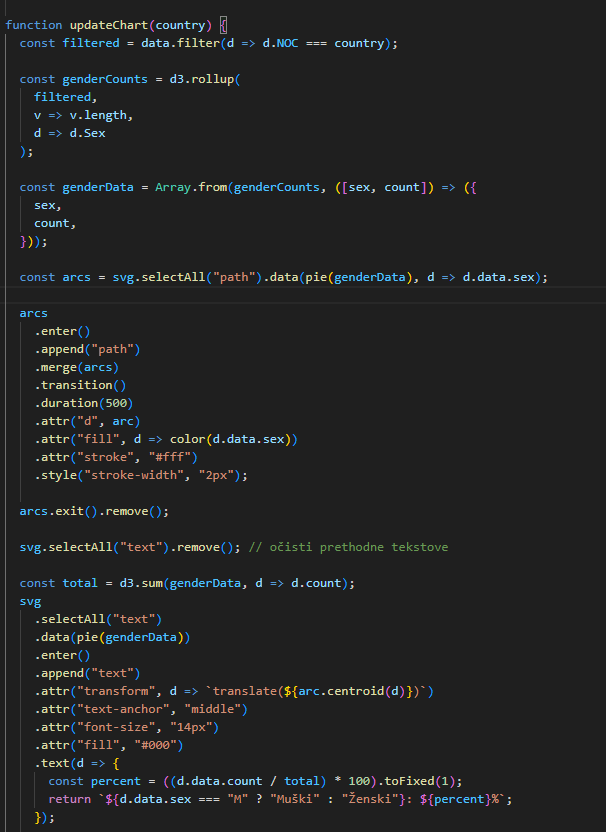 function updateChart(country) {
const filtered = data.filter(d => d.NOC === country);
const genderCounts = d3.rollup(
filtered,
v => v.length,
d => d.Sex
);
const genderData = Array.from(genderCounts, ([sex, count]) => ({
sex,
count,
}));
const arcs = svg.selectAll("path").data(pie(genderData), d => d.data.sex);
arcs
.enter()
.append("path")
.merge(arcs)
.transition()
.duration(500)
.attr("d", arc)
.attr("fill", d => color(d.data.sex))
.attr("stroke", "#fff")
.style("stroke-width", "2px");
arcs.exit().remove();
svg.selectAll("text").remove(); // očisti prethodne tekstove
const total = d3.sum(genderData, d => d.count);
svg
.selectAll("text")
.data(pie(genderData))
.enter()
.append("text")
.attr("transform", d => `translate(${arc.centroid(d)})`)
.attr("text-anchor", "middle")
.attr("font-size", "14px")
.attr("fill", "#000")
.text(d => {
const percent = ((d.data.count / total) * 100).toFixed(1);
return `${d.data.sex === "M" ? "Muški" : "Ženski"}: ${percent}%`;
});